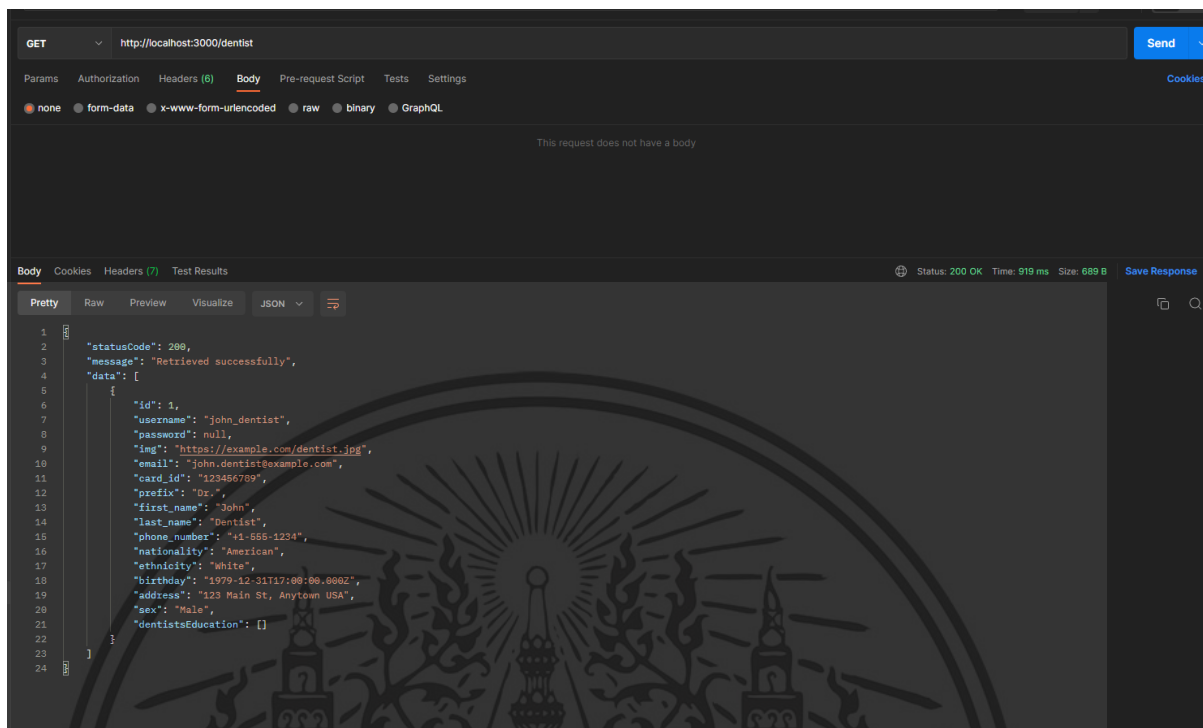 GET http://localhost:3000/dentist Send
Params Authorization Headers (6) Body Pre-request Script Tests Settings Cookies
none form-data x-www-form-urlencoded raw binary GraphQL
This request does not have a body
Body Cookies Headers (7) Test Results Status: 200 OK Time: 919 ms Size: 689 B Save Response
Pretty Raw Preview Visualize JSON
1 {
2 "statusCode": 200,
3 "message": "Retrieved successfully",
4 "data": [
5 {
6 "id": 1,
7 "username": "john_dentist",
8 "password": null,
9 "img": "https://example.com/dentist.jpg",
10 "email": "john.dentist@example.com",
11 "card_id": "123456789",
12 "prefix": "Dr.",
13 "first_name": "John",
14 "last_name": "Dentist",
15 "phone_number": "+1-555-1234",
16 "nationality": "American",
17 "ethnicity": "White",
18 "birthday": "1979-12-31T17:00:00.000Z",
19 "address": "123 Main St, Anytown USA",
20 "sex": "Male",
21 "dentistsEducation": []
22 }
23 ]
24 }